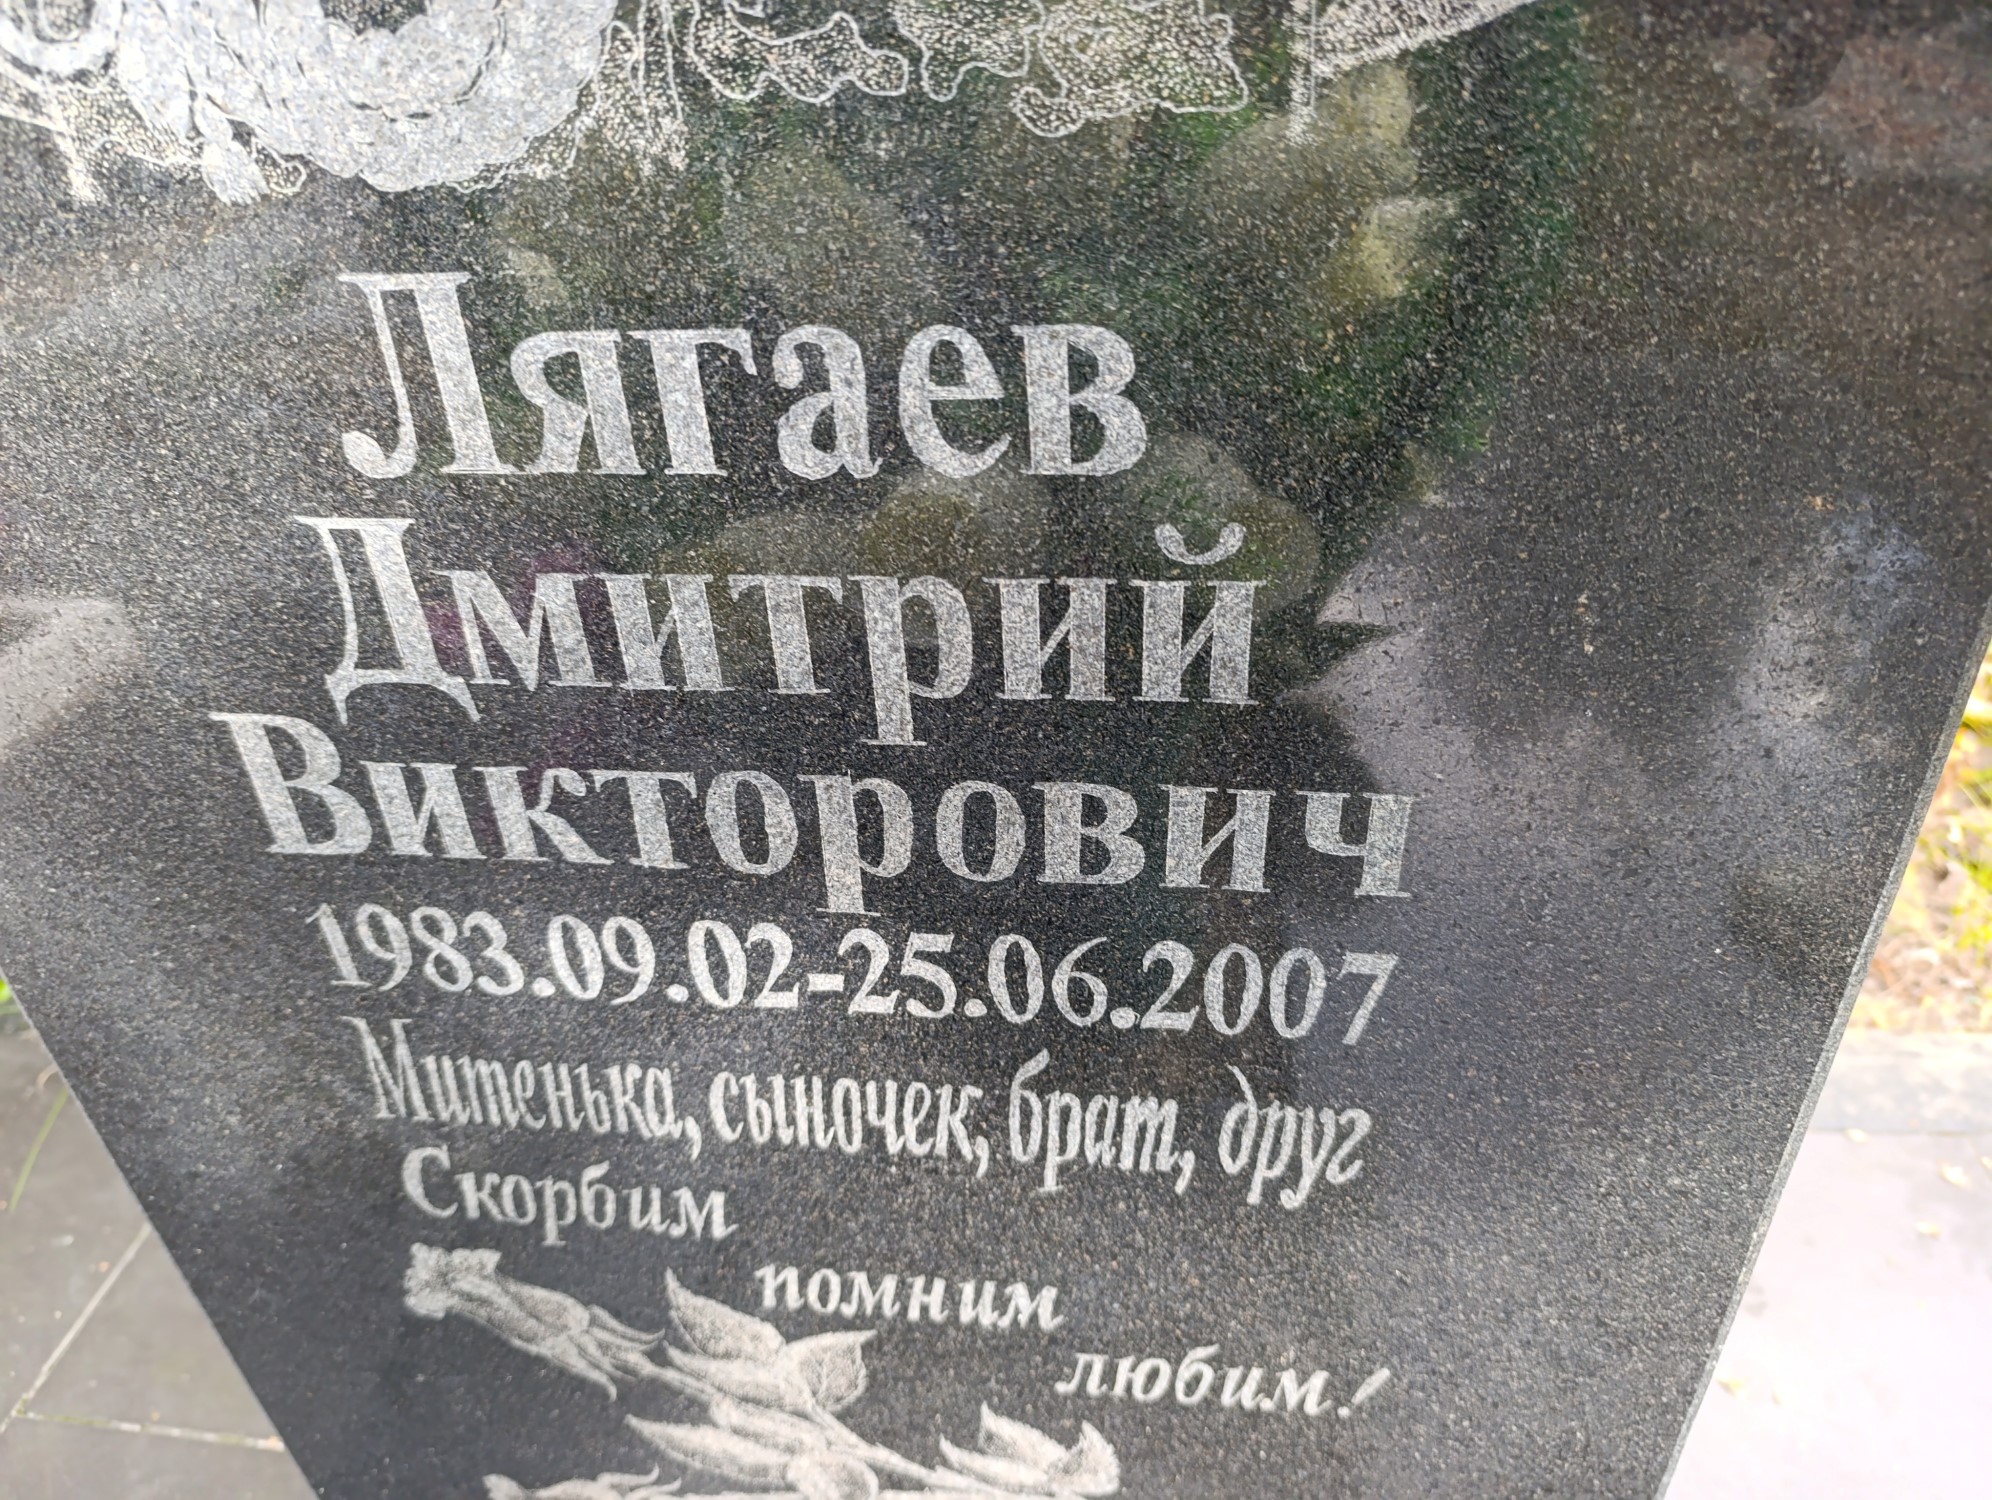 Лягаев
Дмитрий
Викторович
1983.09.02-25.06.2007
Митенька, сыночек, брат, друг
Скорбим
помним
любим!